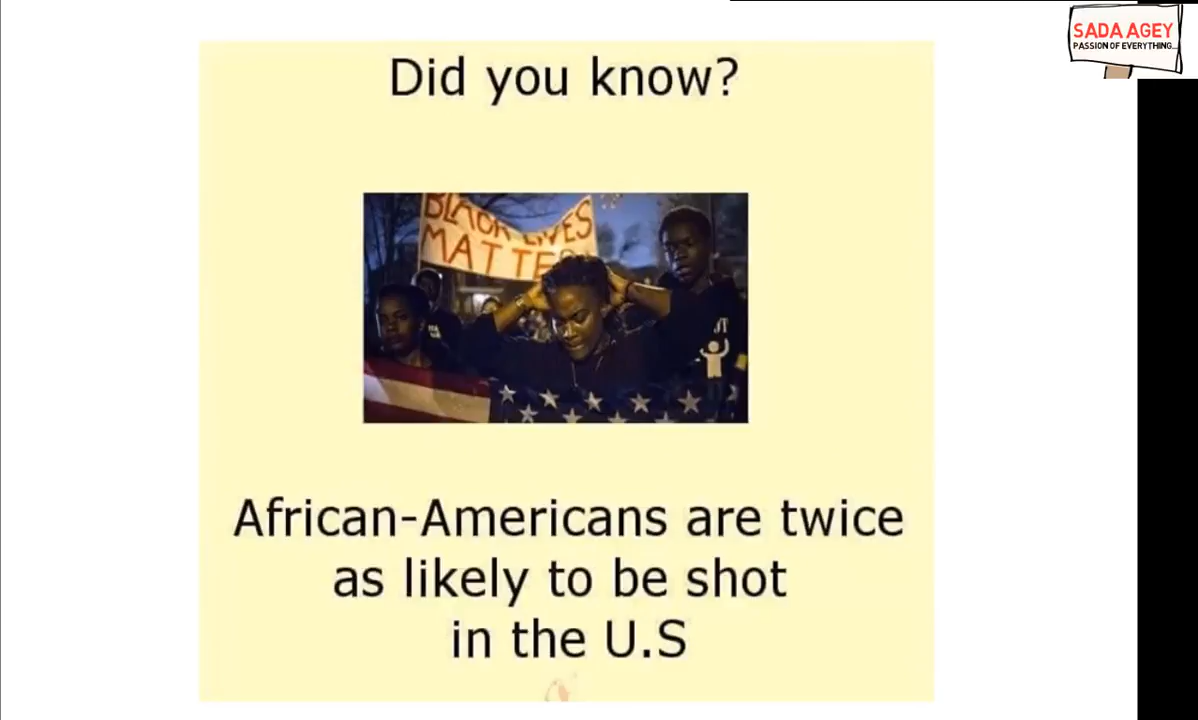 SADA AGEY
PASSION OF EVERYTHING...
Did you know?
BLACK LIVES
MATTE
African-Americans are twice
as likely to be shot
in the U.S